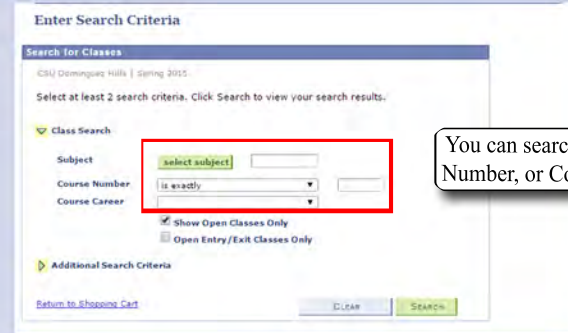 Enter Search Criteria
Search for Classes
CSU Dominguez Hills | Spring 2015
Select at least 2 search criteria. Click Search to view your search results.
Class Search
Subject select subject
Course Number is exactly
Course Career
Show Open Classes Only
Open Entry/Exit Classes Only
Additional Search Criteria
Return to Shopping Cart CLEAR SEARCH
You can searc
Number, or Co